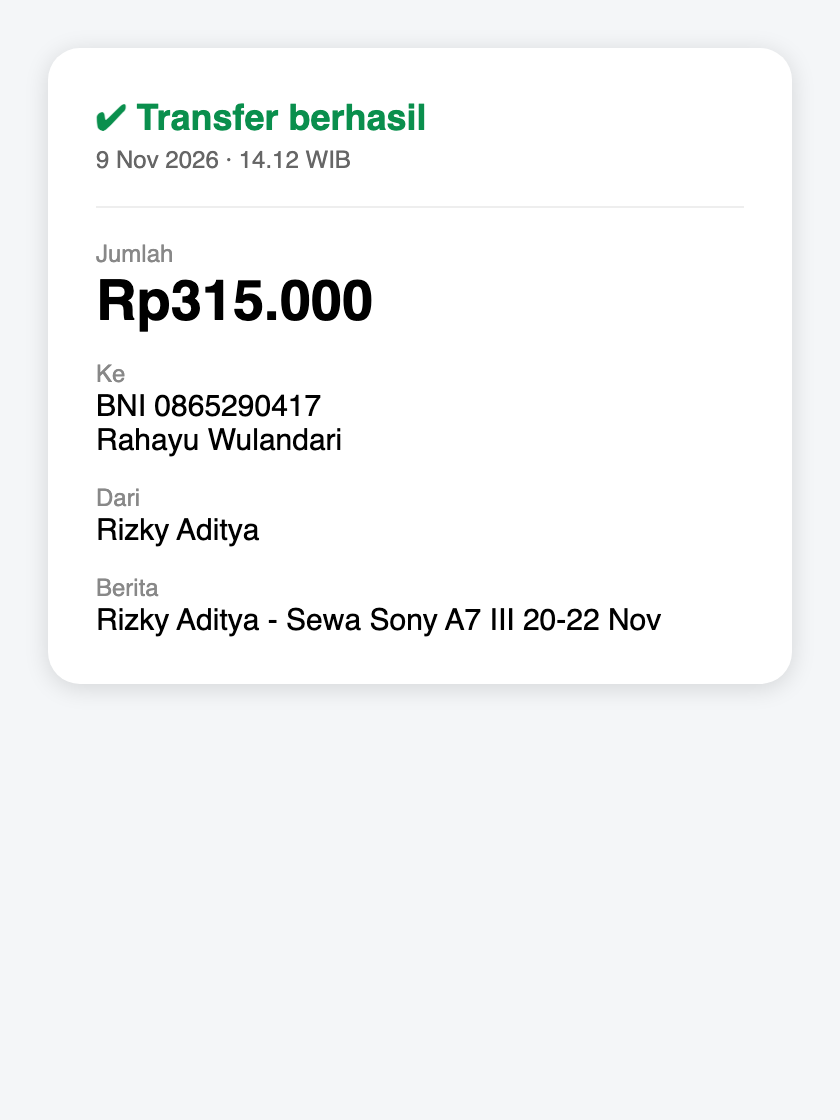 ✔ Transfer berhasil
9 Nov 2026 · 14.12 WIB
Jumlah
Rp315.000
Ke
BNI 0865290417
Rahayu Wulandari
Dari
Rizky Aditya
Berita
Rizky Aditya - Sewa Sony A7 III 20-22 Nov